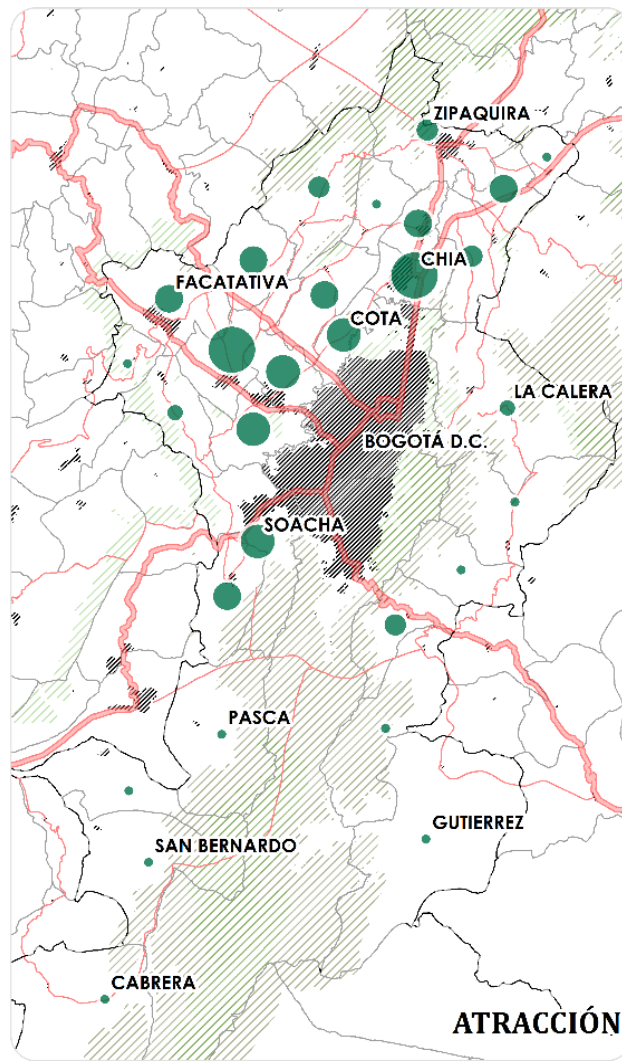 ZIPAQUIRA
CHIA
FACATATIVA
COTA
LA CALERA
BOGOTÁ D.C.
SOACHA
PASCA
GUTIERREZ
SAN BERNARDO
CABRERA
ATRACCIÓN